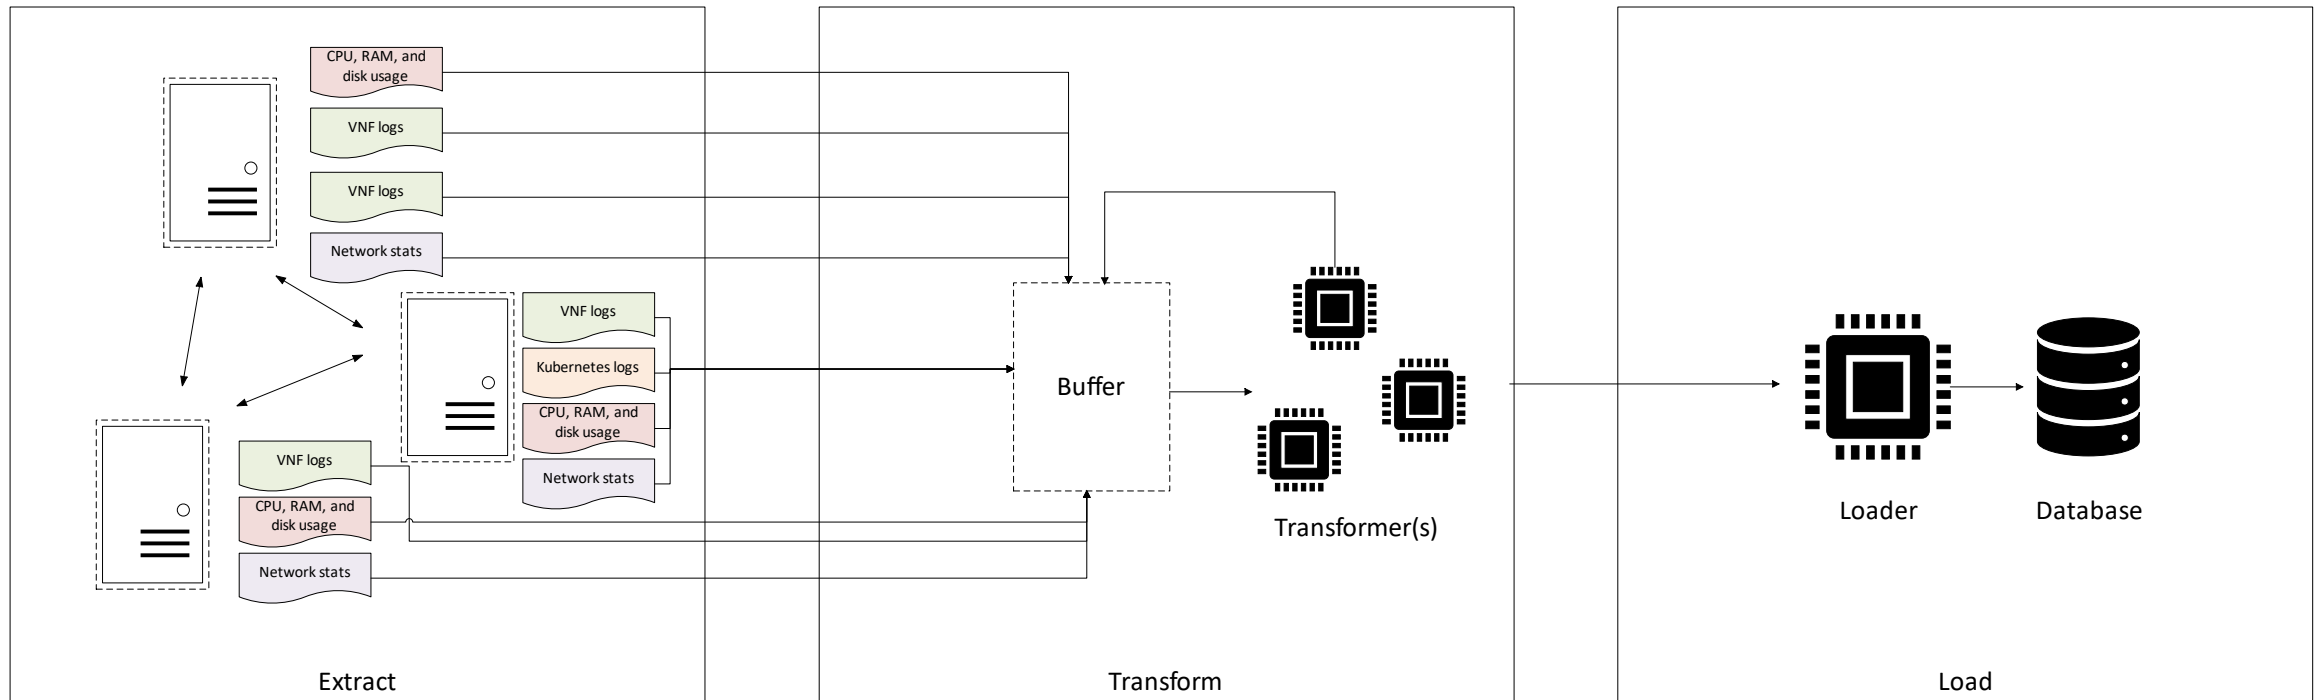 CPU, RAM, and
disk usage
VNF logs
VNF logs
Network stats
VNF logs
Kubernetes logs
CPU, RAM, and
disk usage
Network stats
VNF logs
CPU, RAM, and
disk usage
Network stats
Extract
Buffer
Transformer(s)
Transform
Loader
Database
Load